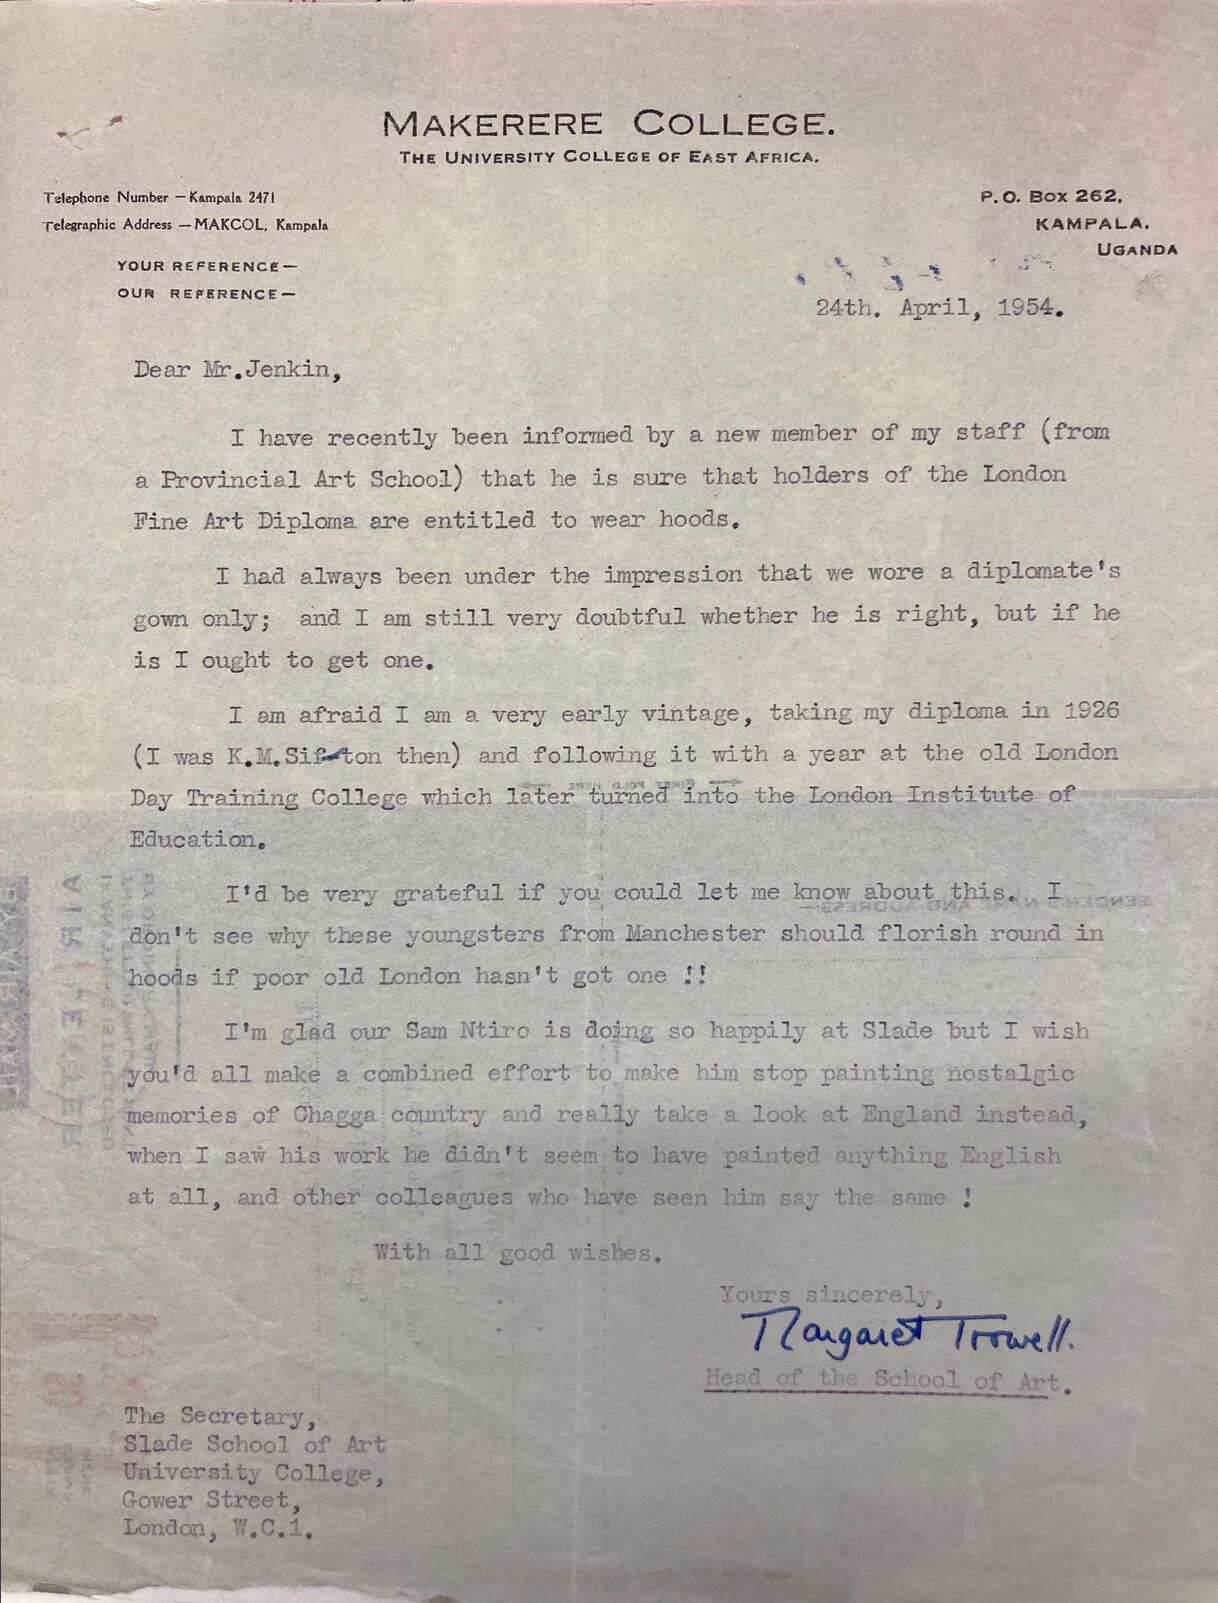 MAKERERE COLLEGE.
THE UNIVERSITY COLLEGE OF EAST AFRICA.
Telephone Number — Kampala 2471
Telegraphic Address — MAKCOL, Kampala
YOUR REFERENCE—
OUR REFERENCE—
P.O. Box 262,
KAMPALA,
UGANDA
24th. April, 1954.
Dear Mr.Jenkin,
I have recently been informed by a new member of my staff (from
a Provincial Art School) that he is sure that holders of the London
Fine Art Diploma are entitled to wear hoods.
I had always been under the impression that we wore a diplomate's
gown only; and I am still very doubtful whether he is right, but if he
is I ought to get one.
I am afraid I am a very early vintage, taking my diploma in 1926
(I was K.M.Sifton then) and following it with a year at the old London
Day Training College which later turned into the London Institute of
Education.
I'd be very grateful if you could let me know about this. I
don't see why these youngsters from Manchester should florish round in
hoods if poor old London hasn't got one !!
I'm glad our Sam Ntiro is doing so happily at Slade but I wish
you'd all make a combined effort to make him stop painting nostalgic
memories of Chagga country and really take a look at England instead,
when I saw his work he didn't seem to have painted anything English
at all, and other colleagues who have seen him say the same !
With all good wishes.
Yours sincerely,
Margaret Trowell.
Head of the School of Art.
The Secretary,
Slade School of Art
University College,
Gower Street,
London, W.C.1.